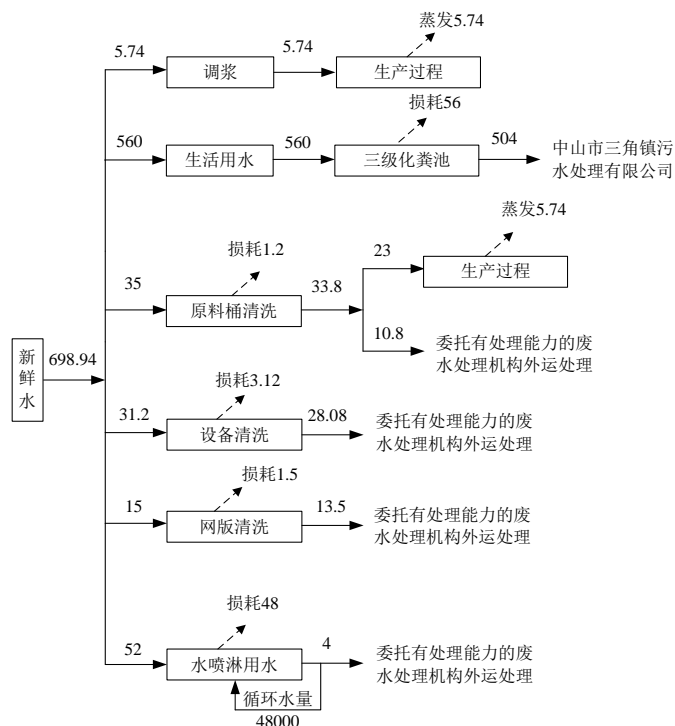 蒸发5.74
5.74
5.74
调浆
生产过程
损耗56
560
560
504
生活用水
三级化粪池
中山市三角镇污
水处理有限公司
蒸发5.74
损耗1.2
23
生产过程
35
33.8
原料桶清洗
10.8
委托有处理能力的废
水处理机构外运处理
新
鲜
水
698.94
损耗3.12
31.2
28.08
设备清洗
委托有处理能力的废
水处理机构外运处理
损耗1.5
15
13.5
网版清洗
委托有处理能力的废
水处理机构外运处理
损耗48
52
4
水喷淋用水
委托有处理能力的废
水处理机构外运处理
循环水量
48000